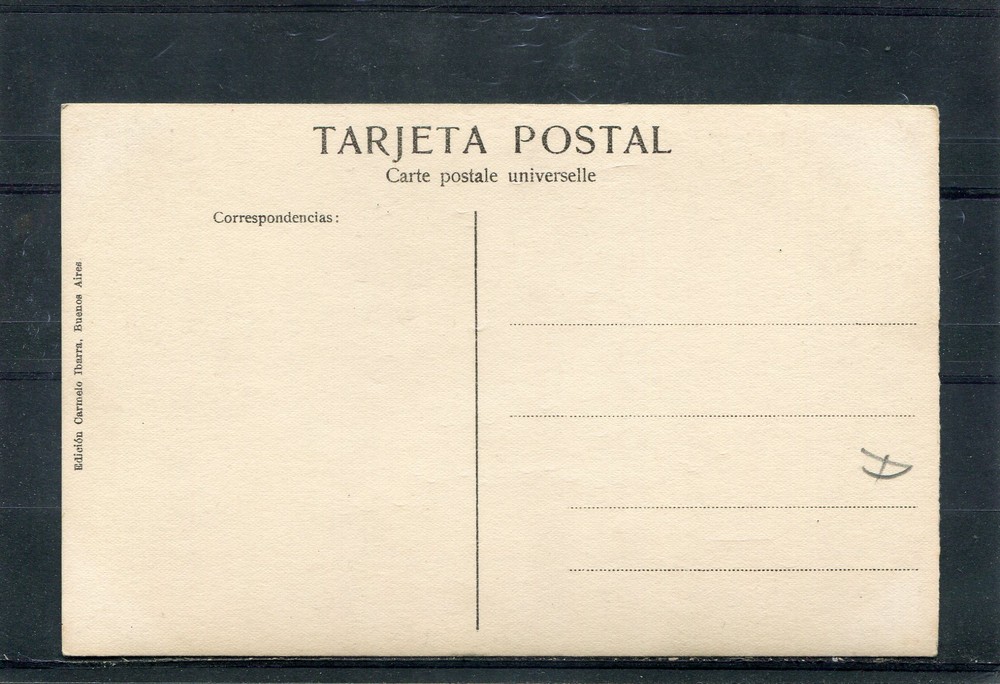 TARJETA POSTAL
Carte postale universelle
Correspondencias:
Edición Carmelo Ibarra, Buenos Aires